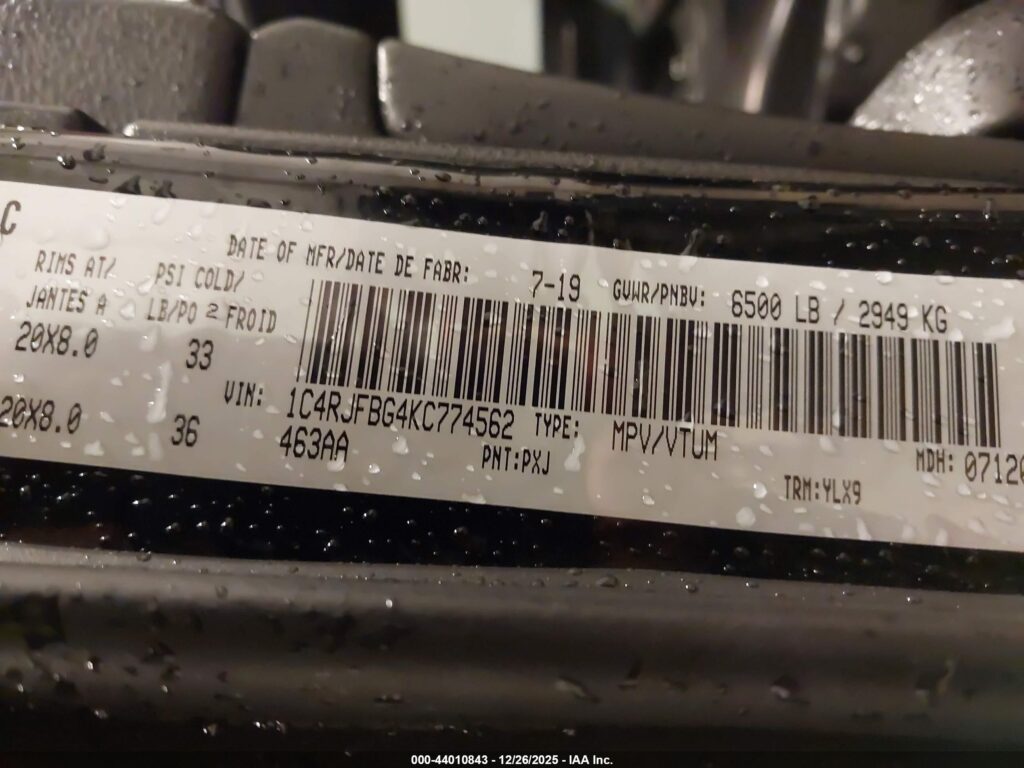 C
DATE OF MFR/DATE DE FABR: 7-19 GVWR/PNBV: 6500 LB / 2949 KG
RIMS AT/ PSI COLD/
JANTES A LB/PO 2 FROID
20X8.0 33
VIN: 1C4RJFBG4KC774562 TYPE: MPV/VTUM
20X8.0 36 463AA PNT:PXJ MDH: 07120
TRM:YLX9
000-44010843 - 12/26/2025 - IAA Inc.